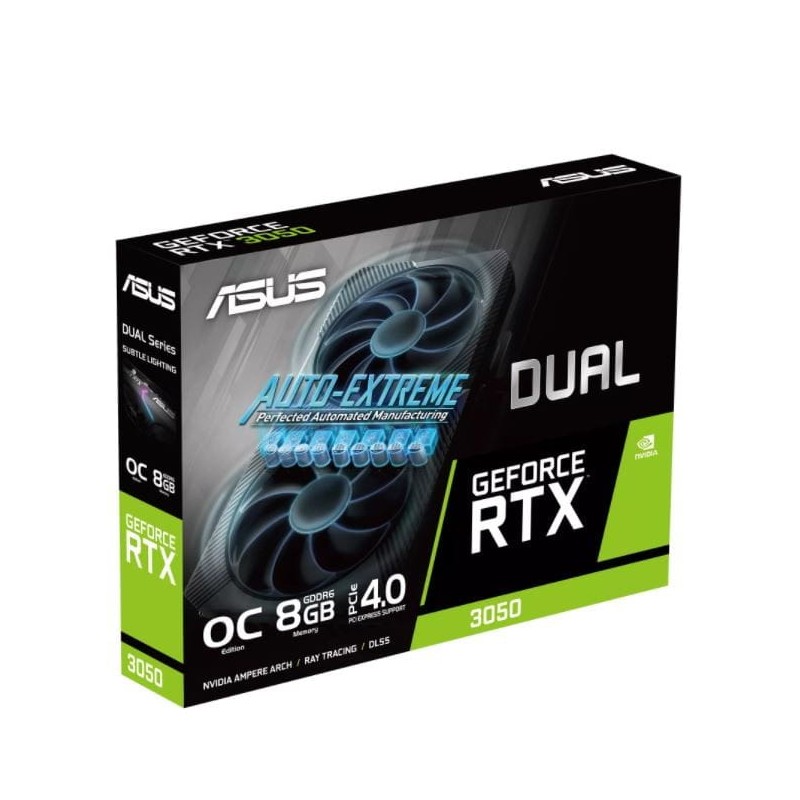 ASUS
GEFORCE
RTX 3050
ASUS
DUAL Series
SUBTLE LIGHTING
OC 8GB
GDDR6
GEFORCE
RTX
3050
ASUS
AUTO-EXTREME
Perfected Automated Manufacturing
DUAL
NVIDIA
GEFORCE
RTX
3050
OC
Edition
8GB
GDDR6
Memory
PCIe 4.0
PCI EXPRESS SUPPORT
NVIDIA AMPERE ARCH / RAY TRACING / DLSS